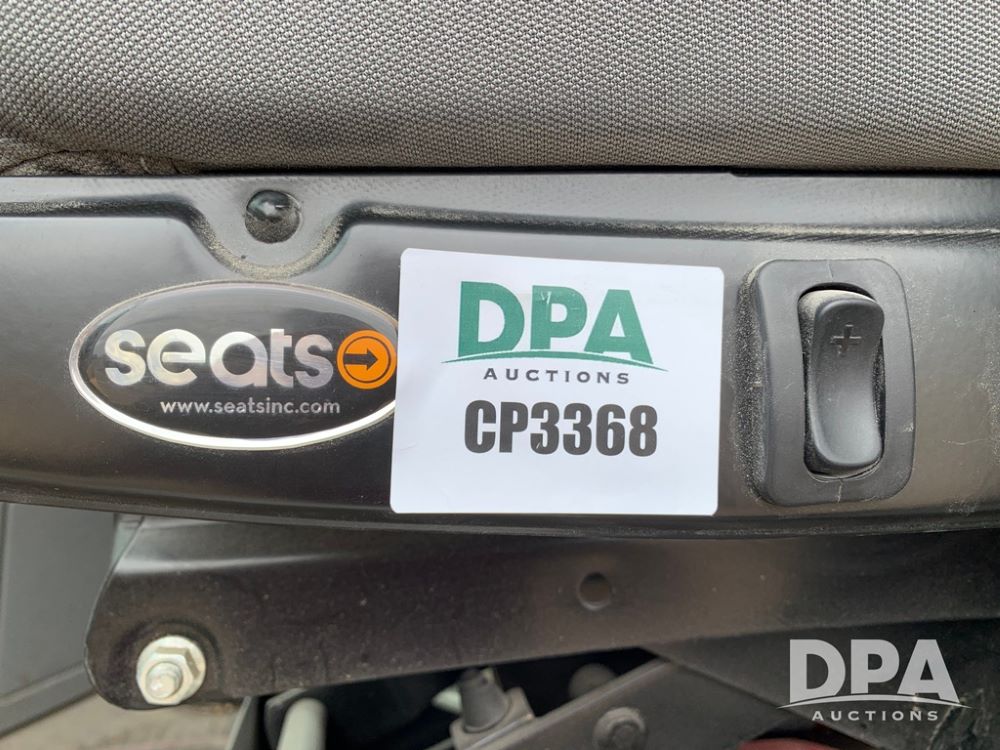 seats
www.seatsinc.com
DPA
AUCTIONS
CP3368
+
DPA
AUCTIONS